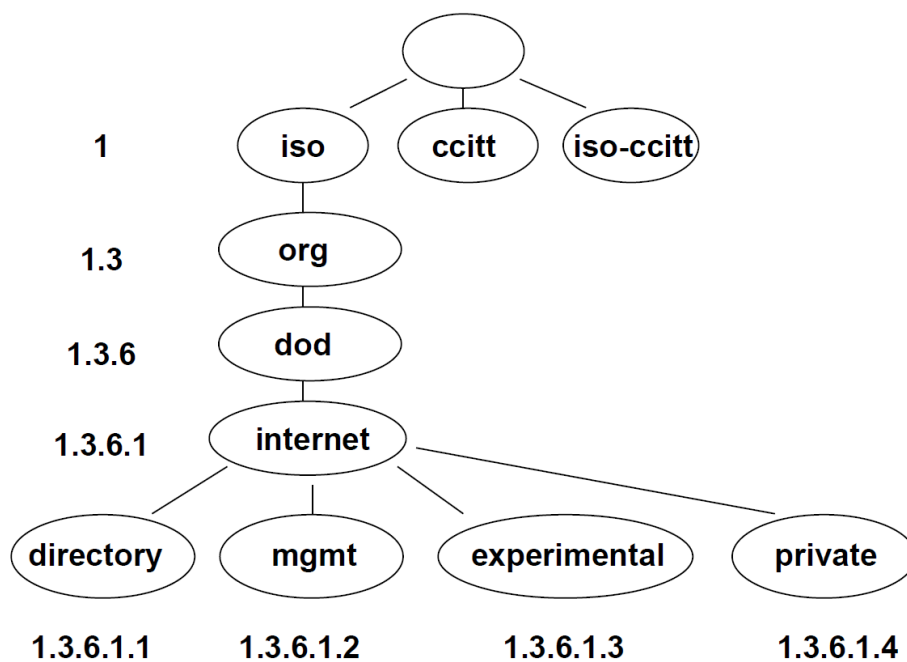 1 iso ccitt iso-ccitt
1.3 org
1.3.6 dod
1.3.6.1 internet
directory mgmt experimental private
1.3.6.1.1 1.3.6.1.2 1.3.6.1.3 1.3.6.1.4